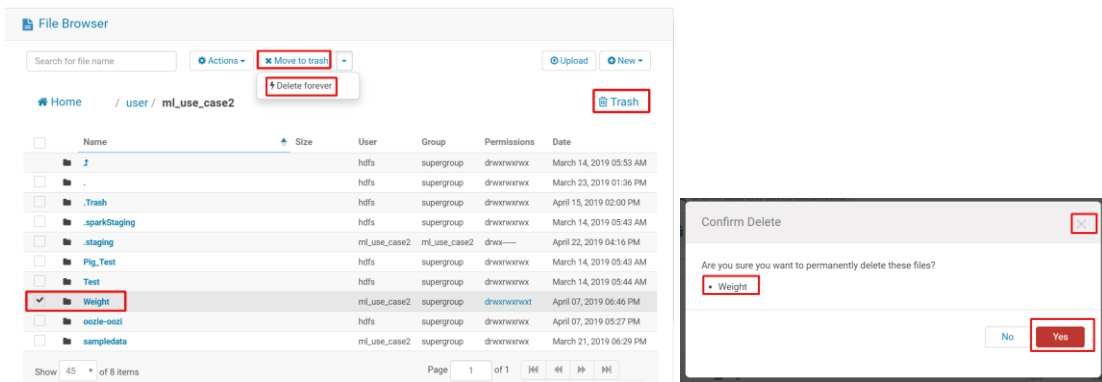 File Browser
Search for file name Actions Move to trash Upload New
Delete forever
Home / user / ml_use_case2 Trash
Name Size User Group Permissions Date
hdfs supergroup drwxrwxrwx March 14, 2019 05:53 AM
. hdfs supergroup drwxrwxrwx March 23, 2019 01:36 PM
.Trash hdfs supergroup drwxrwxrwx April 15, 2019 02:00 PM
.sparkStaging hdfs supergroup drwxrwxrwx March 14, 2019 05:43 AM
.staging ml_use_case2 ml_use_case2 drwx------ April 22, 2019 04:16 PM
Pig_Test hdfs supergroup drwxrwxrwx March 14, 2019 05:43 AM
Test hdfs supergroup drwxrwxrwx March 14, 2019 05:44 AM
Weight ml_use_case2 supergroup drwxrwxrwxt April 07, 2019 06:46 PM
oozie-oozi hdfs supergroup drwxrwxrwx April 07, 2019 05:27 PM
sampledata ml_use_case2 supergroup drwxrwxrwx March 21, 2019 06:29 PM
Show 45 of 8 items Page 1 of 1
Confirm Delete
Are you sure you want to permanently delete these files?
• Weight
No Yes